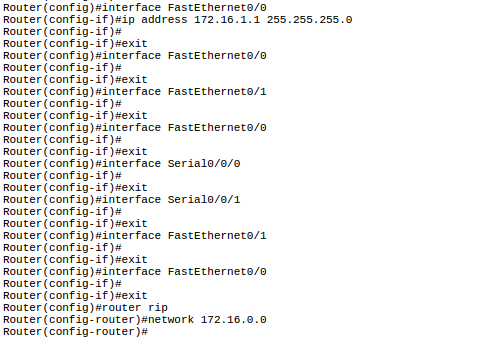 Router(config)#interface FastEthernet0/0
Router(config-if)#ip address 172.16.1.1 255.255.255.0
Router(config-if)#
Router(config-if)#exit
Router(config)#interface FastEthernet0/0
Router(config-if)#
Router(config-if)#exit
Router(config)#interface FastEthernet0/1
Router(config-if)#
Router(config-if)#exit
Router(config)#interface FastEthernet0/0
Router(config-if)#
Router(config-if)#exit
Router(config)#interface Serial0/0/0
Router(config-if)#
Router(config-if)#exit
Router(config)#interface Serial0/0/1
Router(config-if)#
Router(config-if)#exit
Router(config)#interface FastEthernet0/1
Router(config-if)#
Router(config-if)#exit
Router(config)#interface FastEthernet0/0
Router(config-if)#
Router(config-if)#exit
Router(config)#router rip
Router(config-router)#network 172.16.0.0
Router(config-router)#